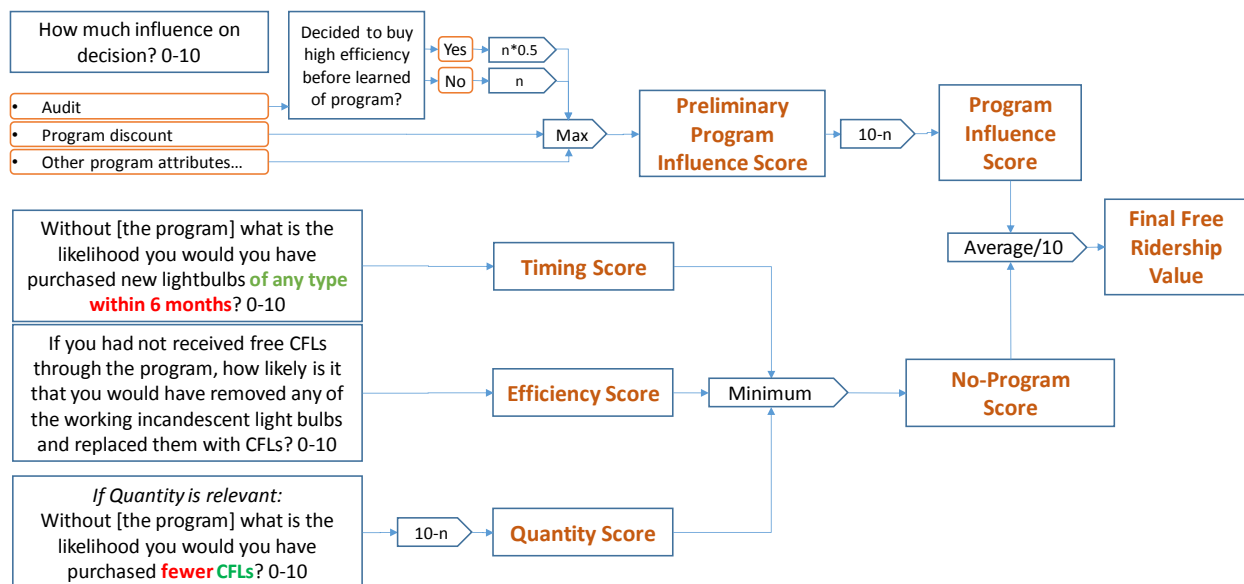 How much influence on
decision? 0-10
Decided to buy
high efficiency
before learned
of program?
Yes
n*0.5
No
n
• Audit
• Program discount
• Other program attributes…
Max
Preliminary
Program
Influence Score
10-n
Program
Influence
Score
Without [the program] what is the
likelihood you would you have
purchased new lightbulbs of any type
within 6 months? 0-10
Timing Score
Average/10
Final Free
Ridership
Value
If you had not received free CFLs
through the program, how likely is it
that you would have removed any of
the working incandescent light bulbs
and replaced them with CFLs? 0-10
Efficiency Score
Minimum
No-Program
Score
If Quantity is relevant:
Without [the program] what is the
likelihood you would you have
purchased fewer CFLs? 0-10
10-n
Quantity Score